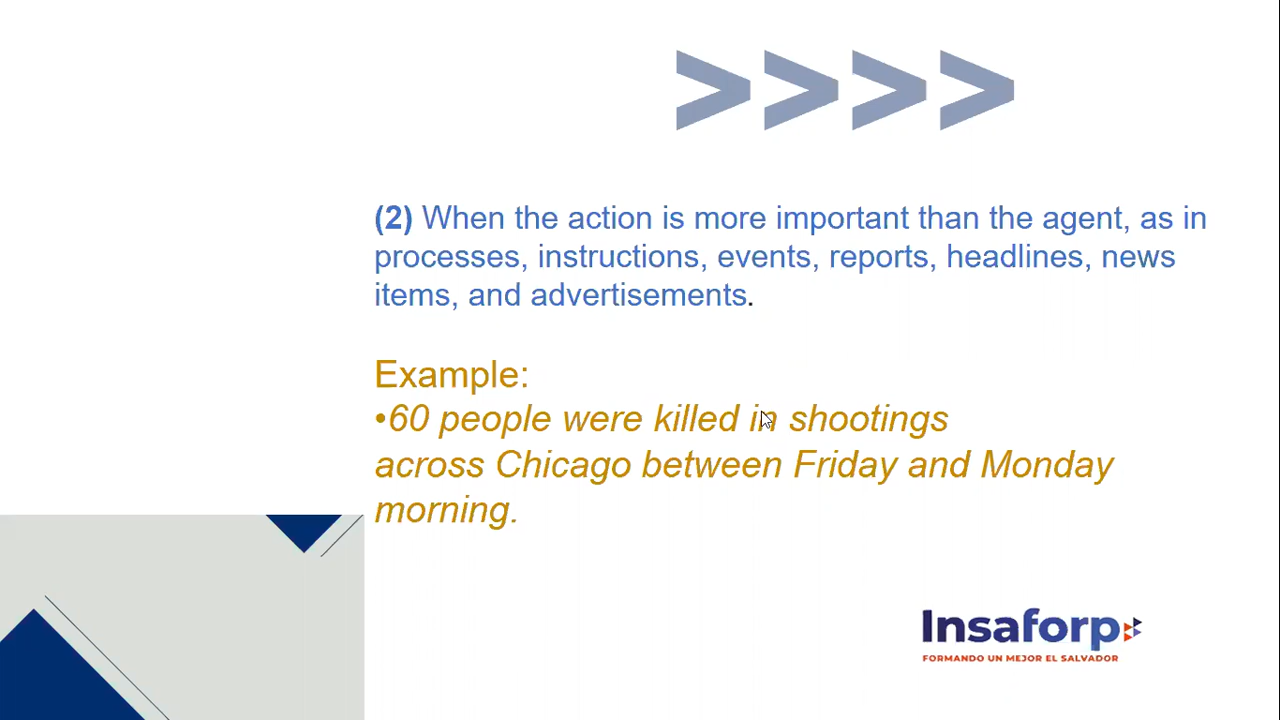 >>>>
(2) When the action is more important than the agent, as in
processes, instructions, events, reports, headlines, news
items, and advertisements.
Example:
•60 people were killed in shootings
across Chicago between Friday and Monday
morning.
Insaforp
FORMANDO UN MEJOR EL SALVADOR